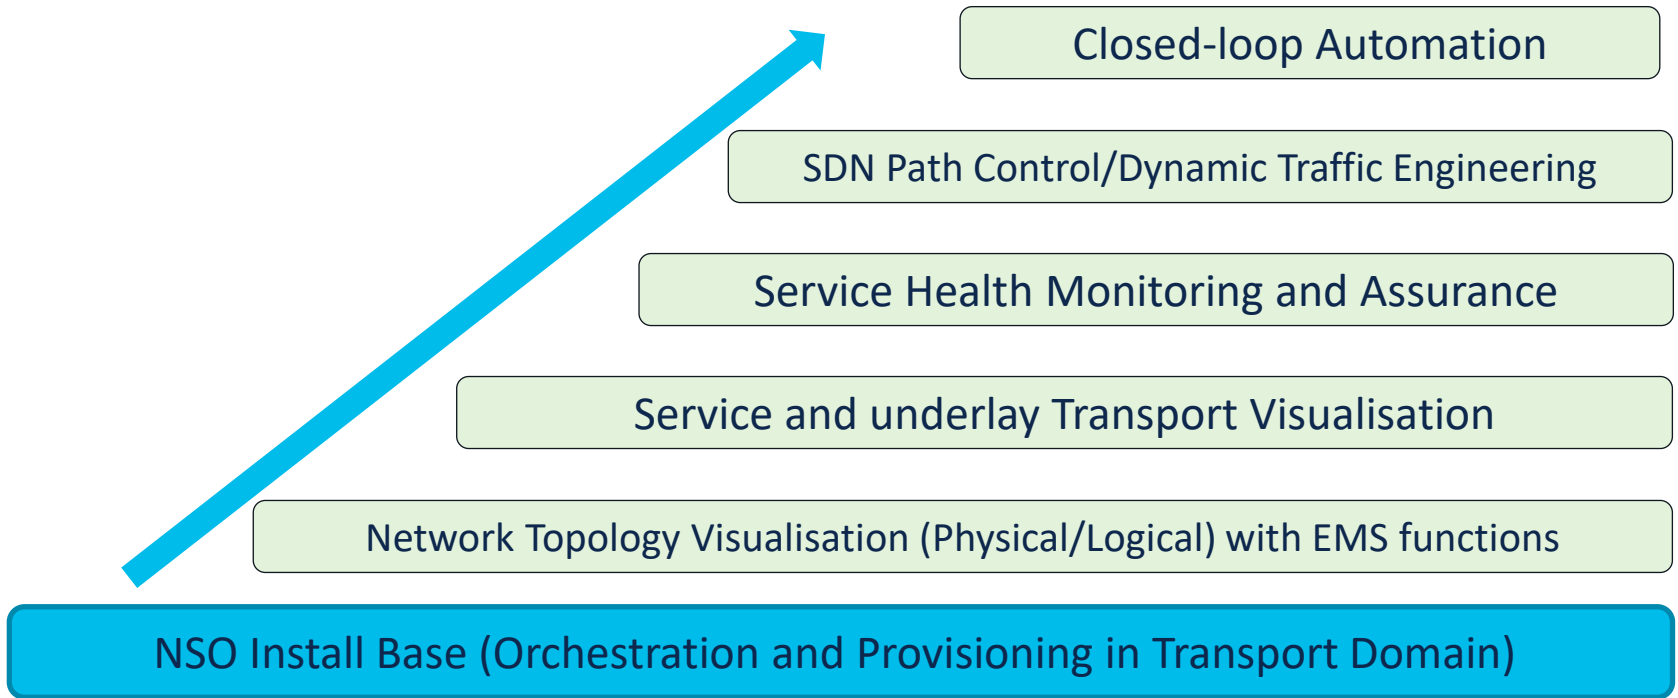 Closed-loop Automation
SDN Path Control/Dynamic Traffic Engineering
Service Health Monitoring and Assurance
Service and underlay Transport Visualisation
Network Topology Visualisation (Physical/Logical) with EMS functions
NSO Install Base (Orchestration and Provisioning in Transport Domain)